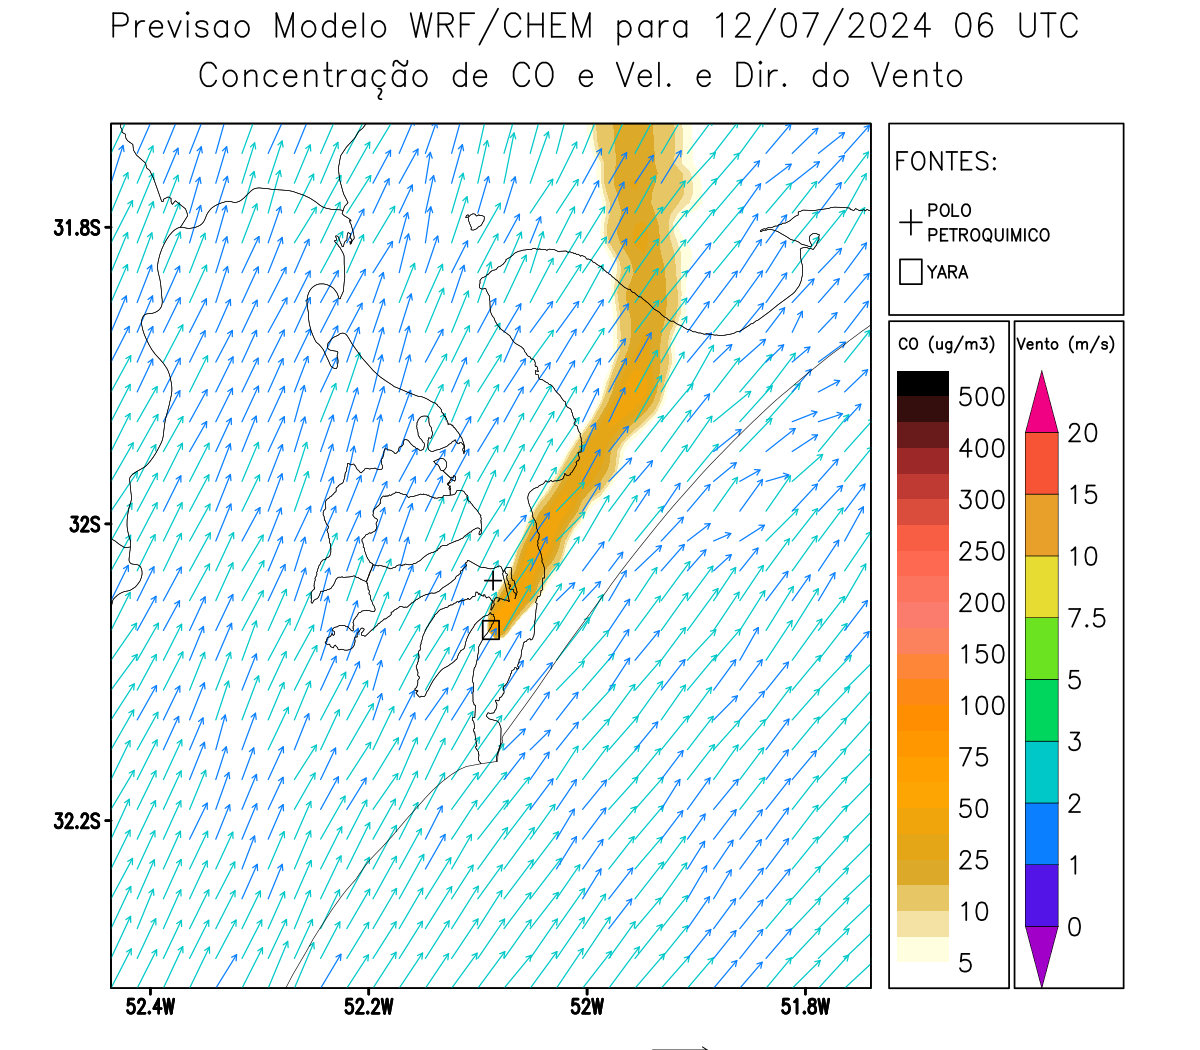 Previsao Modelo WRF/CHEM para 12/07/2024 06 UTC
Concentração de CO e Vel. e Dir. do Vento
FONTES:
POLO
PETROQUIMICO
YARA
31.8S
32S
32.2S
52.4W
52.2W
52W
51.8W
CO (ug/m3)
500
400
300
250
200
150
100
75
50
25
10
5
Vento (m/s)
20
15
10
7.5
5
3
2
1
0